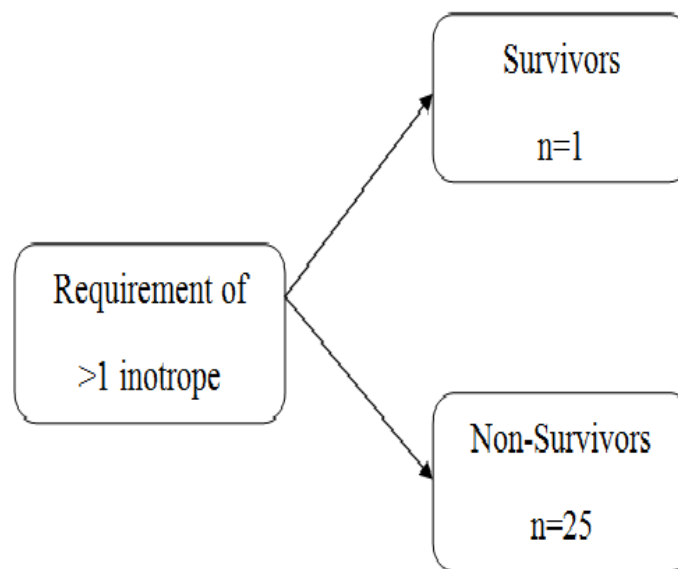 Survivors
n=1
Requirement of
>1 inotrope
Non-Survivors
n=25